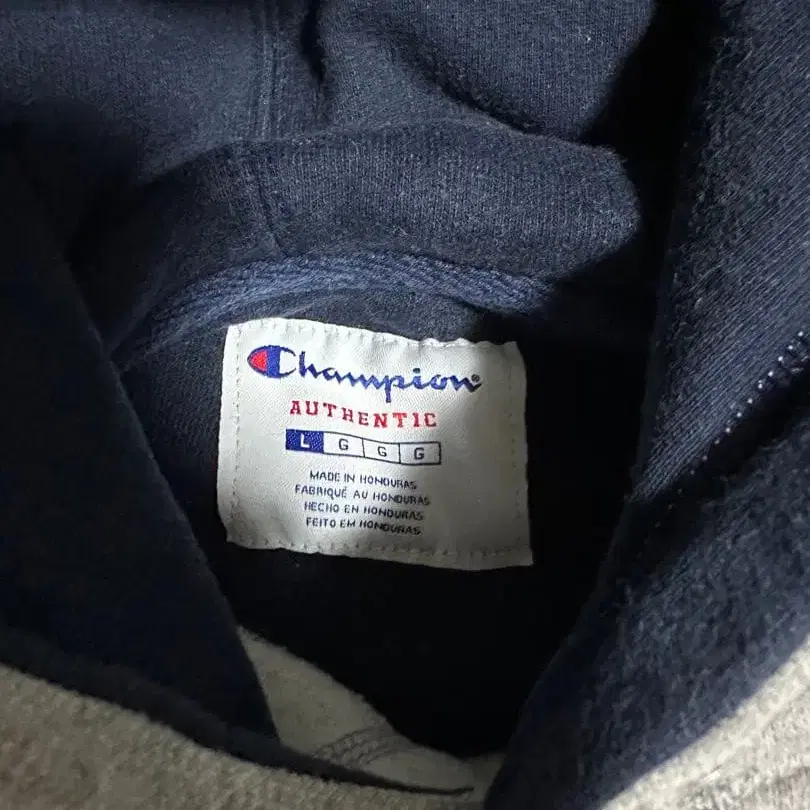 Champion
AUTHENTIC
L G G G
MADE IN HONDURAS
FABRIQUÉ AU HONDURAS
HECHO EN HONDURAS
FEITO EM HONDURAS